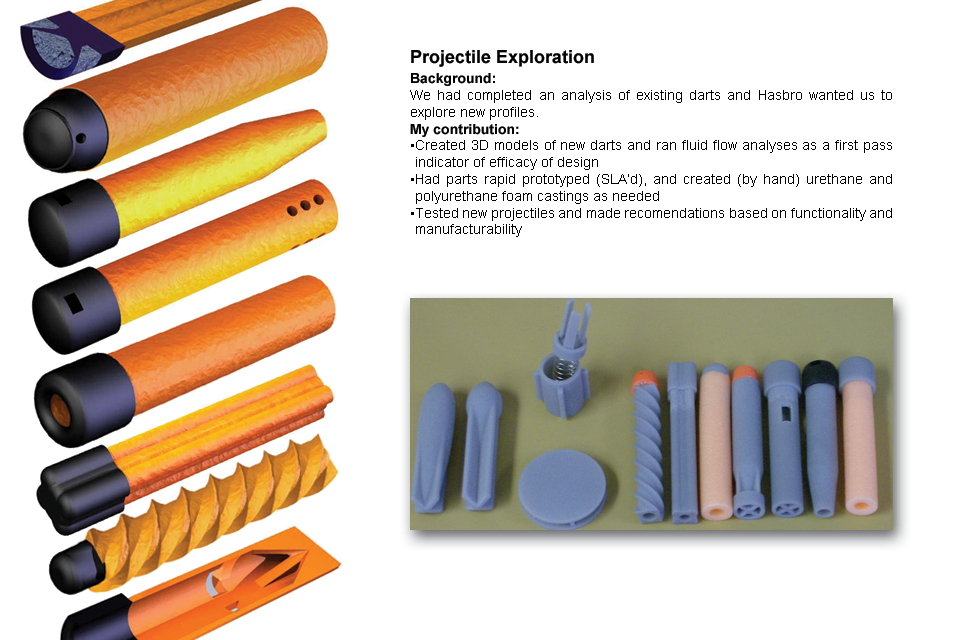 Projectile Exploration
Background:
We had completed an analysis of existing darts and Hasbro wanted us to
explore new profiles.
My contribution:
▪Created 3D models of new darts and ran fluid flow analyses as a first pass
indicator of efficacy of design
▪Had parts rapid prototyped (SLA'd), and created (by hand) urethane and
polyurethane foam castings as needed
▪Tested new projectiles and made recomendations based on functionality and
manufacturability